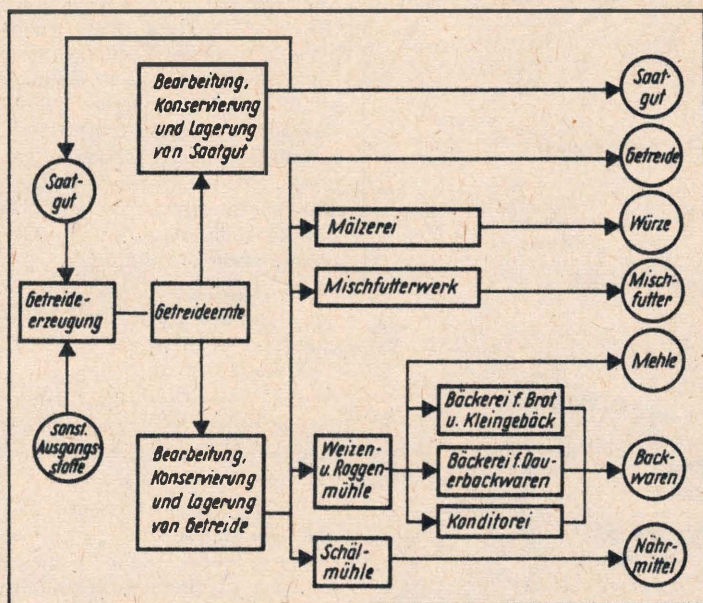 Bearbeitung,
Konservierung
und Lagerung
von Saatgut
Saat-
gut
Getreide
Saat-
gut
Mälzerei
Würze
Mischfutterwerk
Misch-
futter
Getreide-
erzeugung
Getreideernte
Mehle
Bäckerei f. Brot
u. Kleingebäck
sonst.
Ausgangs-
stoffe
Bearbeitung,
Konservierung
und Lagerung
von Getreide
Weizen-
u. Roggen-
mühle
Bäckerei f. Dau-
erbackwaren
Back-
waren
Konditorei
Schäl-
mühle
Nähr-
mittel